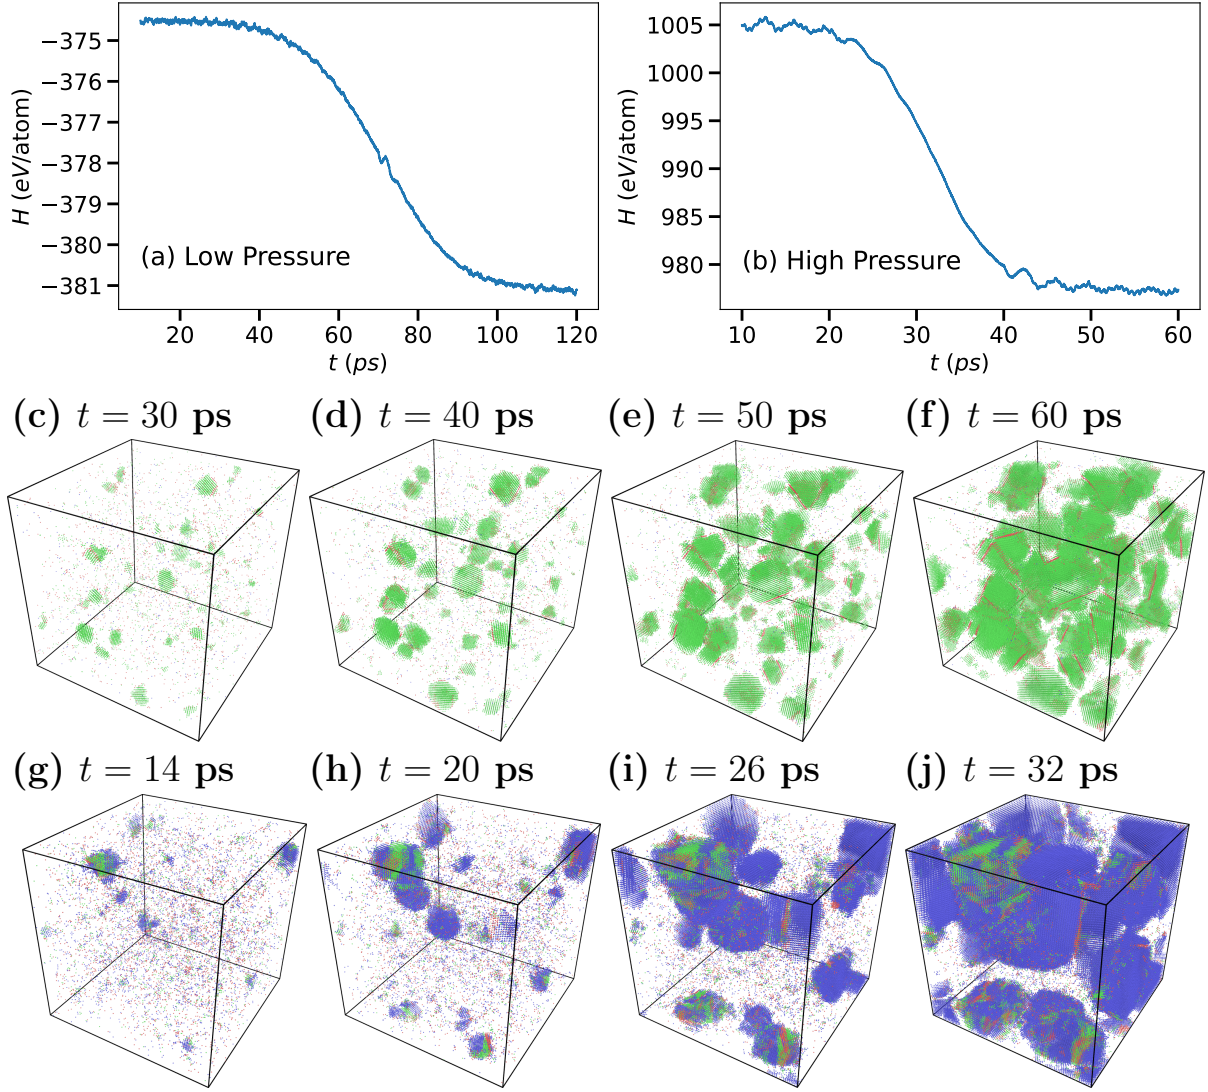 −375
−376
−377
−378
−379
−380
−381
H (eV/atom)
(a) Low Pressure
20 40 60 80 100 120
t (ps)
1005
1000
995
990
985
980
H (eV/atom)
(b) High Pressure
10 20 30 40 50 60
t (ps)
(c) t = 30 ps (d) t = 40 ps (e) t = 50 ps (f) t = 60 ps
(g) t = 14 ps (h) t = 20 ps (i) t = 26 ps (j) t = 32 ps